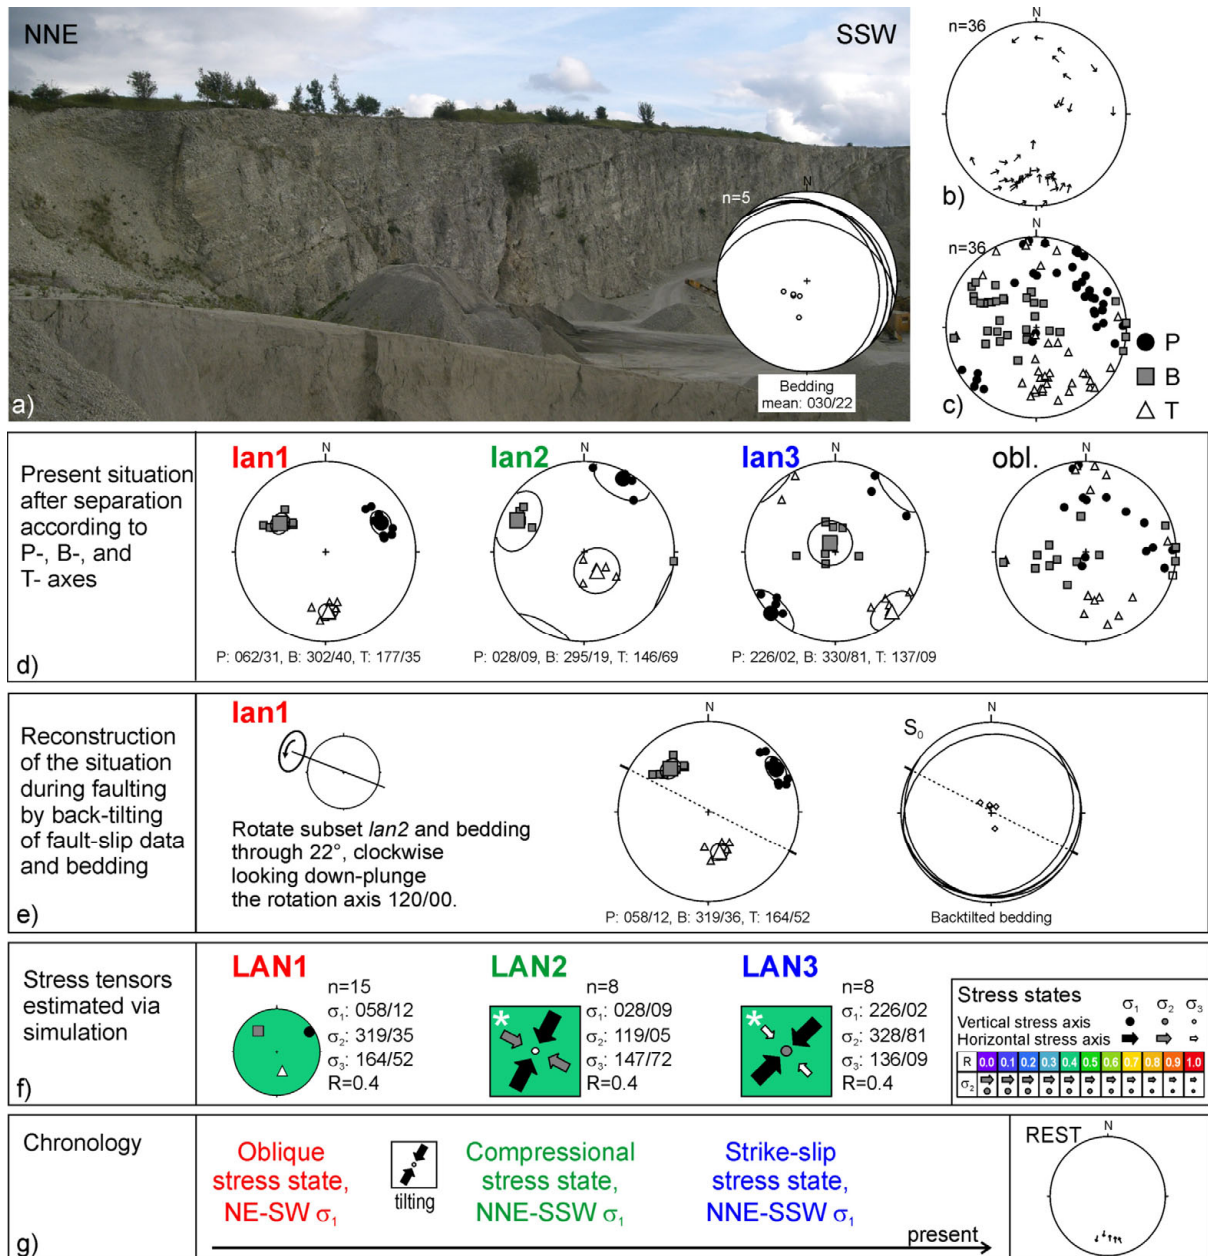 NNE
SSW
N
n=5
Bedding
mean: 030/22
a)
N
n=36
b)
N
n=36
P
B
T
c)
Present situation
after separation
according to
P-, B-, and
T- axes
d)
lan1
N
P: 062/31, B: 302/40, T: 177/35
lan2
N
P: 028/09, B: 295/19, T: 146/69
lan3
N
P: 226/02, B: 330/81, T: 137/09
obl.
N
Reconstruction
of the situation
during faulting
by back-tilting
of fault-slip data
and bedding
e)
lan1
Rotate subset lan2 and bedding
through 22°, clockwise
looking down-plunge
the rotation axis 120/00.
N
P: 058/12, B: 319/36, T: 164/52
S0
N
Backtilted bedding
Stress tensors
estimated via
simulation
f)
LAN1
n=15
σ1: 058/12
σ2: 319/35
σ3: 164/52
R=0.4
LAN2
*
n=8
σ1: 028/09
σ2: 119/05
σ3: 147/72
R=0.4
LAN3
*
n=8
σ1: 226/02
σ2: 328/81
σ3: 136/09
R=0.4
Stress states σ1 σ2 σ3
Vertical stress axis
Horizontal stress axis
R 0.0 0.1 0.2 0.3 0.4 0.5 0.6 0.7 0.8 0.9 1.0
σ2
Chronology
g)
Oblique
stress state,
NE-SW σ1
tilting
Compressional
stress state,
NNE-SSW σ1
Strike-slip
stress state,
NNE-SSW σ1
present
REST
N